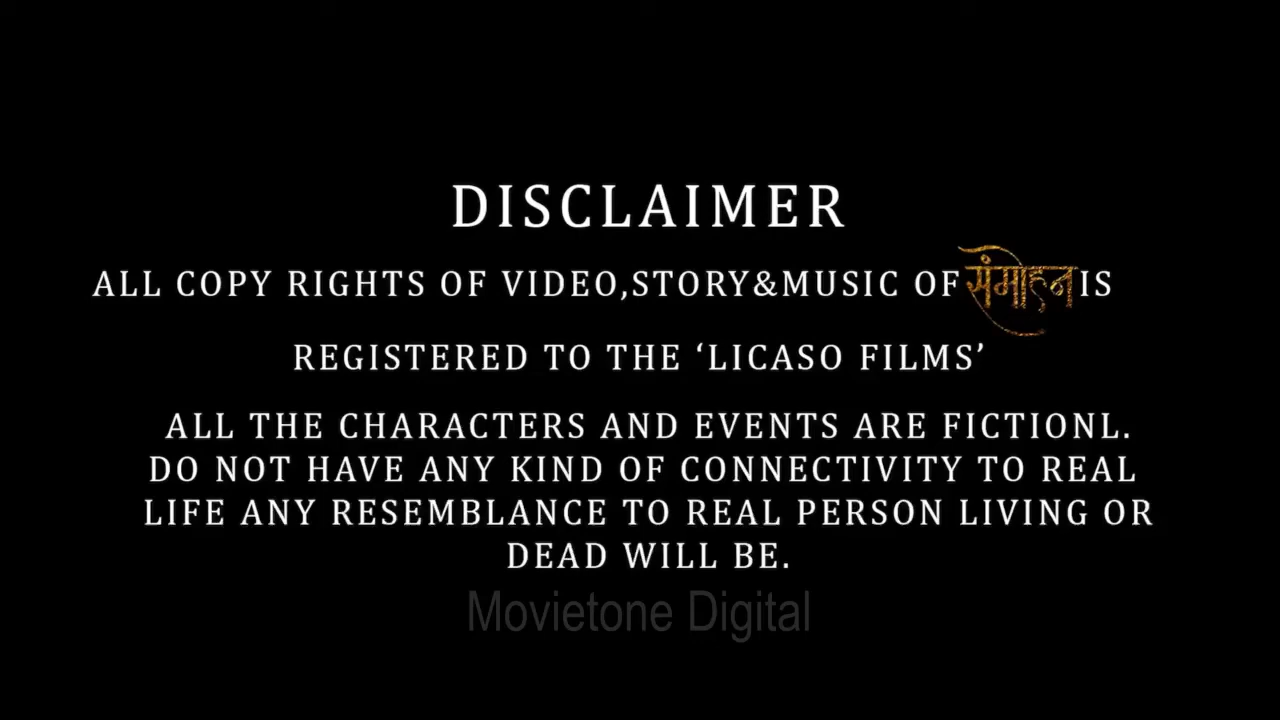 DISCLAIMER
ALL COPY RIGHTS OF VIDEO,STORY&MUSIC OF संमोहन IS
REGISTERED TO THE ‘LICASO FILMS’
ALL THE CHARACTERS AND EVENTS ARE FICTIONL.
DO NOT HAVE ANY KIND OF CONNECTIVITY TO REAL
LIFE ANY RESEMBLANCE TO REAL PERSON LIVING OR
DEAD WILL BE.
Movietone Digital